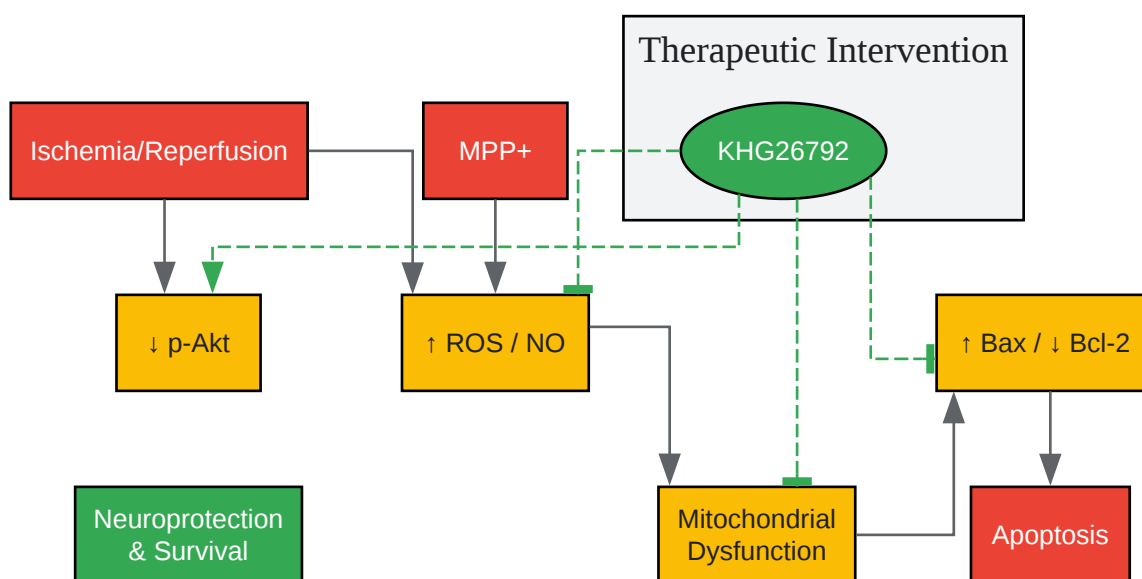 Therapeutic Intervention
Ischemia/Reperfusion
MPP+
KHG26792
↓ p-Akt
↑ ROS / NO
↑ Bax / ↓ Bcl-2
Neuroprotection
& Survival
Mitochondrial
Dysfunction
Apoptosis